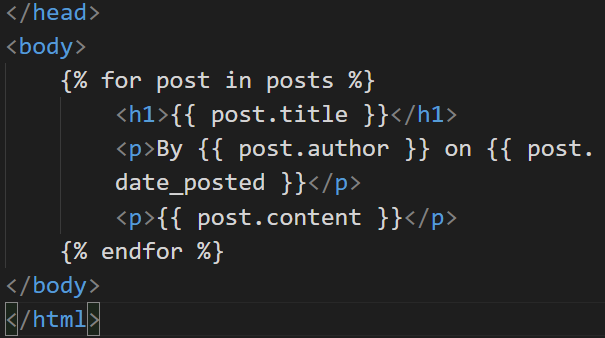 </head>
<body>
{% for post in posts %}
<h1>{{ post.title }}</h1>
<p>By {{ post.author }} on {{ post.
date_posted }}</p>
<p>{{ post.content }}</p>
{% endfor %}
</body>
</html>